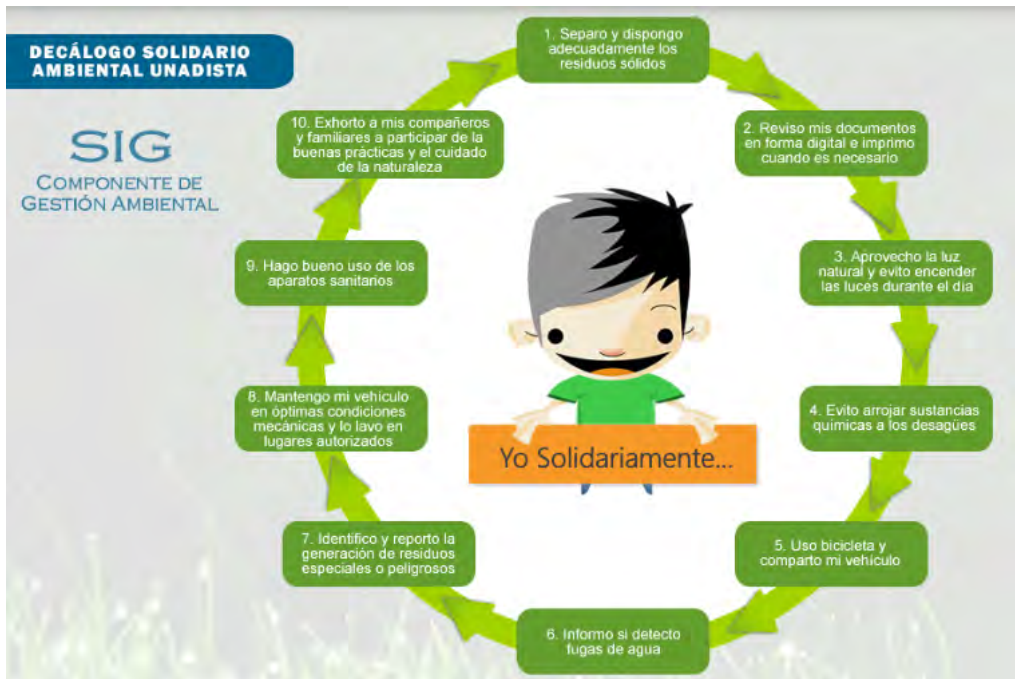 DECÁLOGO SOLIDARIO
AMBIENTAL UNADISTA
SIG
COMPONENTE DE
GESTIÓN AMBIENTAL
1. Separo y dispongo
adecuadamente los
residuos sólidos
2. Reviso mis documentos
en forma digital e imprimo
cuando es necesario
3. Aprovecho la luz
natural y evito encender
las luces durante el dia
4. Evito arrojar sustancias
químicas a los desagües
5. Uso bicicleta y
comparto mi vehículo
6. Informo si detecto
fugas de agua
7. Identifico y reporto la
generación de residuos
especiales o peligrosos
8. Mantengo mi vehículo
en óptimas condiciones
mecánicas y lo lavo en
lugares autorizados
9. Hago bueno uso de los
aparatos sanitarios
10. Exhorto a mis compañeros
y familiares a participar de la
buenas prácticas y el cuidado
de la naturaleza
Yo Solidariamente...